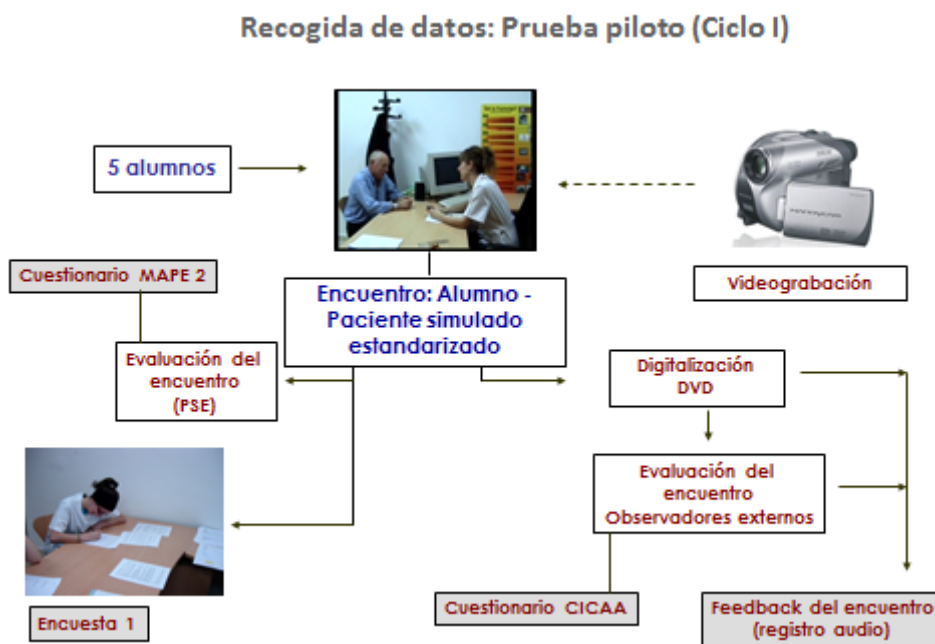 Recogida de datos: Prueba piloto (Ciclo I)
5 alumnos
Cuestionario MAPE 2
Encuentro: Alumno -
Paciente simulado
estandarizado
Videograbación
Evaluación del
encuentro
(PSE)
Digitalización
DVD
Evaluación del
encuentro
Observadores externos
Encuesta 1
Cuestionario CICAA
Feedback del encuentro
(registro audio)